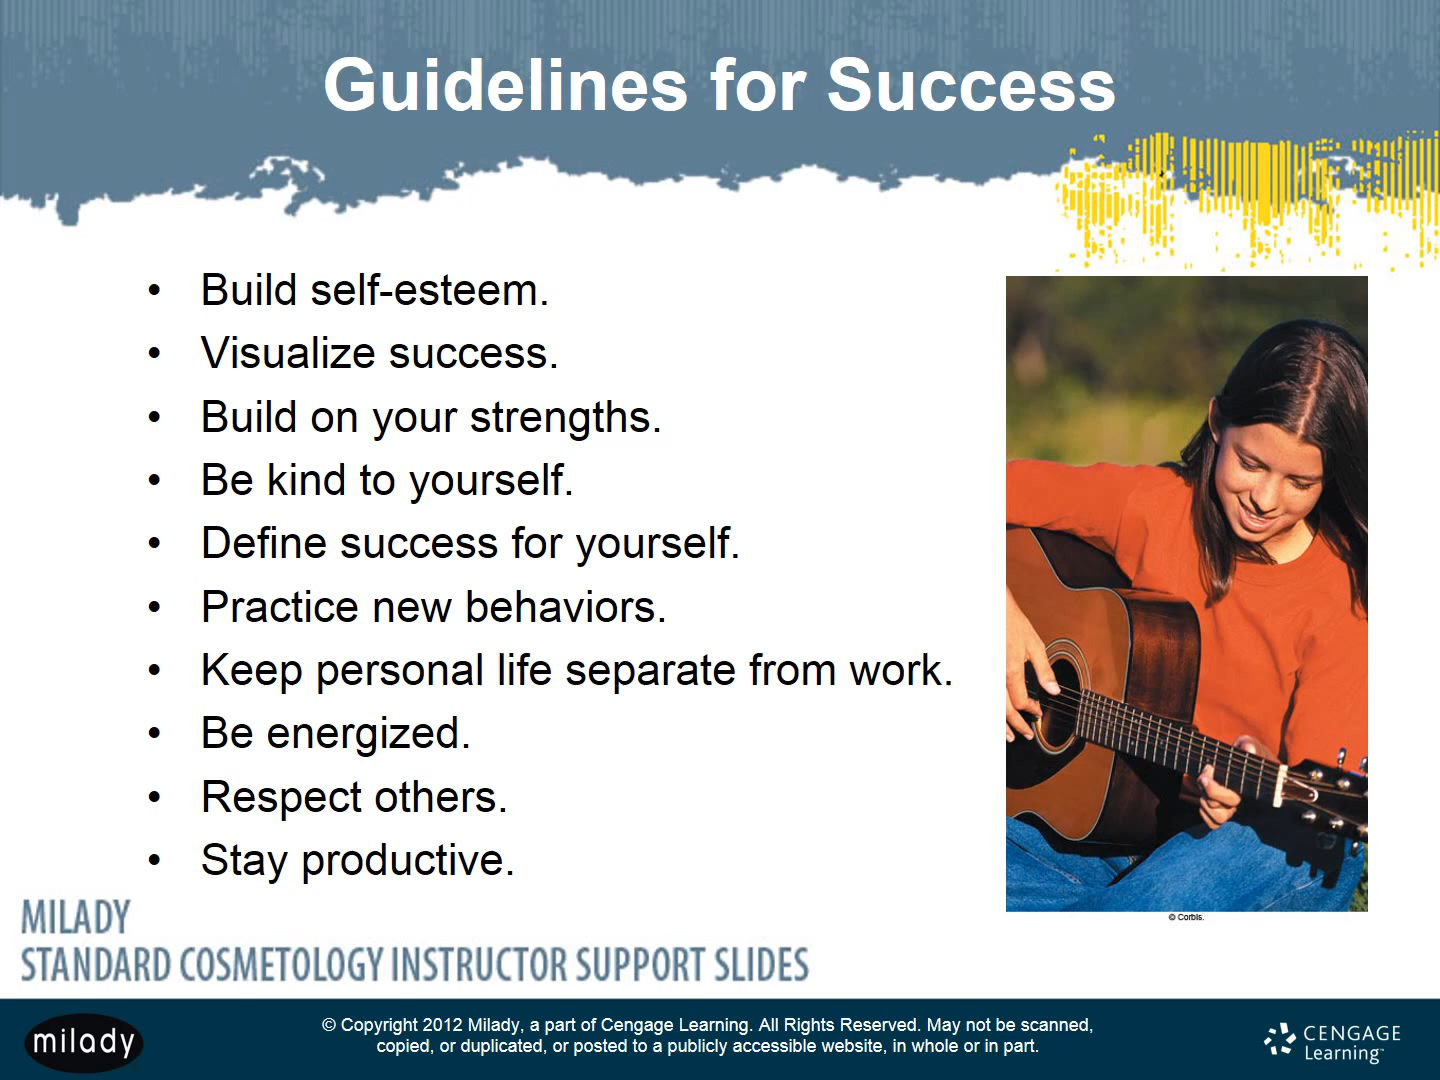 Guidelines for Success
• Build self-esteem.
• Visualize success.
• Build on your strengths.
• Be kind to yourself.
• Define success for yourself.
• Practice new behaviors.
• Keep personal life separate from work.
• Be energized.
• Respect others.
• Stay productive.
© Corbis.
MILADY
STANDARD COSMETOLOGY INSTRUCTOR SUPPORT SLIDES
milady
© Copyright 2012 Milady, a part of Cengage Learning. All Rights Reserved. May not be scanned,
copied, or duplicated, or posted to a publicly accessible website, in whole or in part.
CENGAGE
Learning™